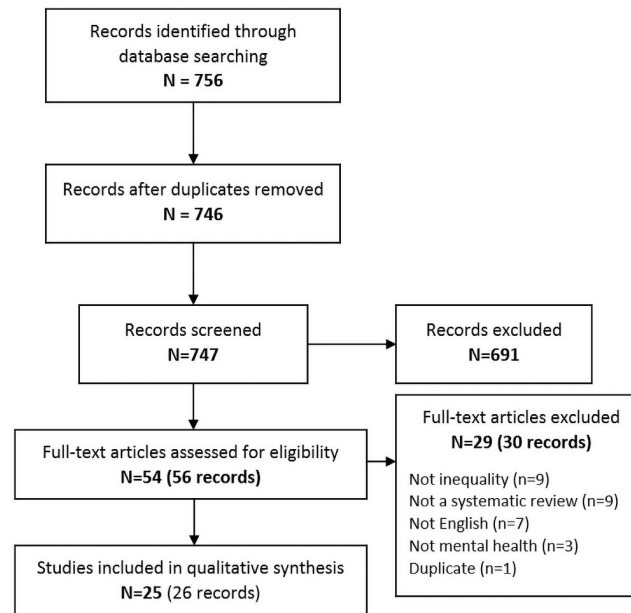 Records identified through
database searching
N = 756
Records after duplicates removed
N = 746
Records screened
N=747
Records excluded
N=691
Full-text articles assessed for eligibility
N=54 (56 records)
Full-text articles excluded
N=29 (30 records)
Not inequality (n=9)
Not a systematic review (n=9)
Not English (n=7)
Not mental health (n=3)
Duplicate (n=1)
Studies included in qualitative synthesis
N=25 (26 records)